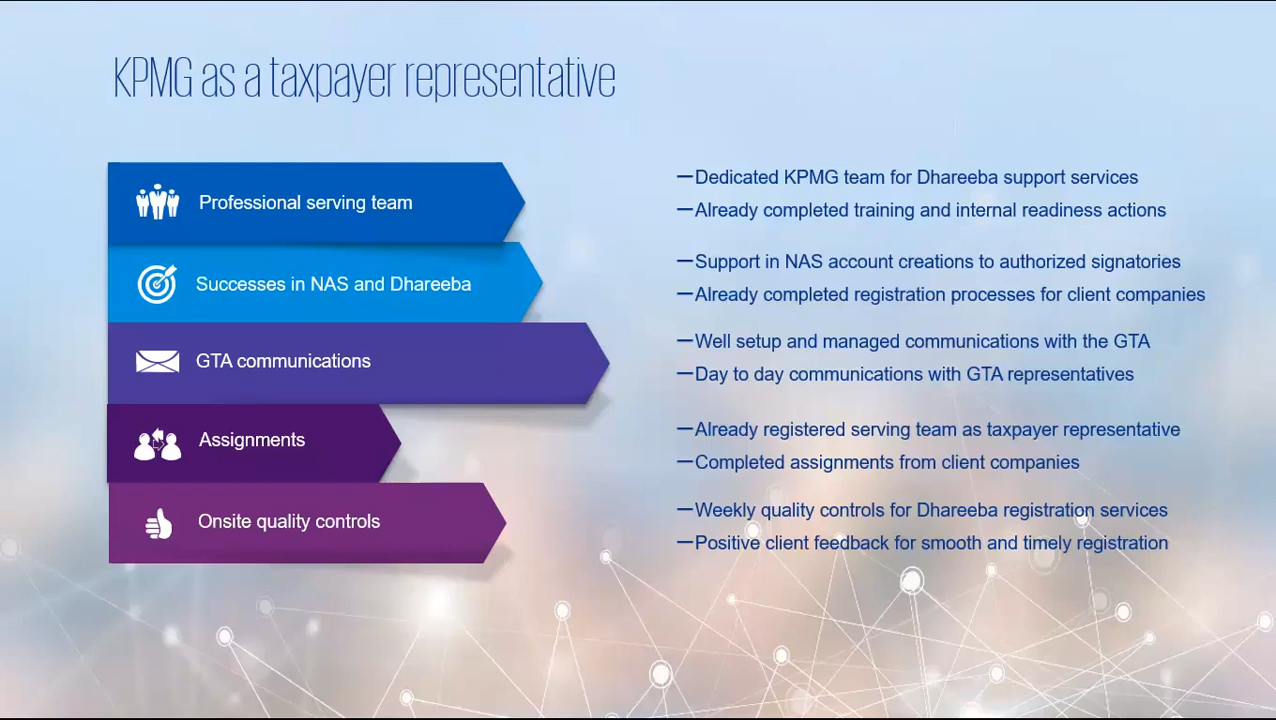 KPMG as a taxpayer representative
Professional serving team
—Dedicated KPMG team for Dhareeba support services
—Already completed training and internal readiness actions
Successes in NAS and Dhareeba
—Support in NAS account creations to authorized signatories
—Already completed registration processes for client companies
GTA communications
—Well setup and managed communications with the GTA
—Day to day communications with GTA representatives
Assignments
—Already registered serving team as taxpayer representative
—Completed assignments from client companies
Onsite quality controls
—Weekly quality controls for Dhareeba registration services
—Positive client feedback for smooth and timely registration